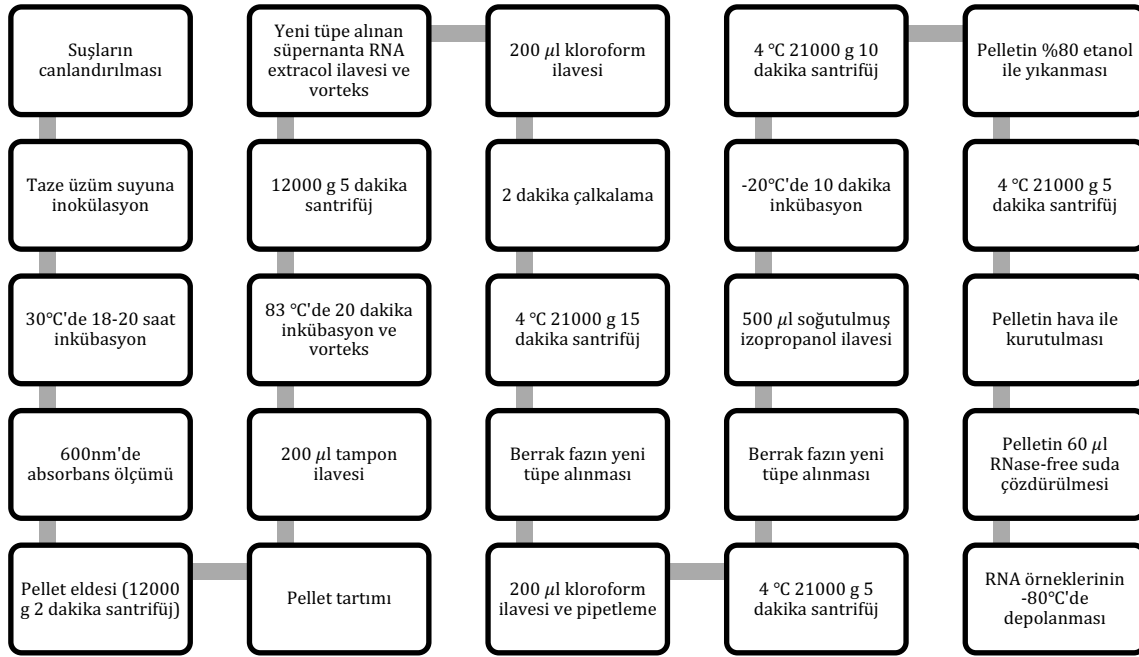 Suşların
canlandırılması
Taze üzüm suyuna
inokülasyon
30°C'de 18-20 saat
inkübasyon
600nm'de
absorbans ölçümü
Pellet eldesi (12000
g 2 dakika santrifüj)
Pellet tartımı
200 µl tampon
ilavesi
83 °C'de 20 dakika
inkübasyon ve
vorteks
12000 g 5 dakika
santrifüj
Yeni tüpe alınan
süpernanta RNA
extracol ilavesi ve
vorteks
200 µl kloroform
ilavesi
2 dakika çalkalama
4 °C 21000 g 15
dakika santrifüj
Berrak fazın yeni
tüpe alınması
200 µl kloroform
ilavesi ve pipetleme
4 °C 21000 g 5
dakika santrifüj
Berrak fazın yeni
tüpe alınması
500 µl soğutulmuş
izopropanol ilavesi
-20°C'de 10 dakika
inkübasyon
4 °C 21000 g 10
dakika santrifüj
Pelletin %80 etanol
ile yıkanması
4 °C 21000 g 5
dakika santrifüj
Pelletin hava ile
kurutulması
Pelletin 60 µl
RNase-free suda
çözdürülmesi
RNA örneklerinin
-80°C'de
depolanması